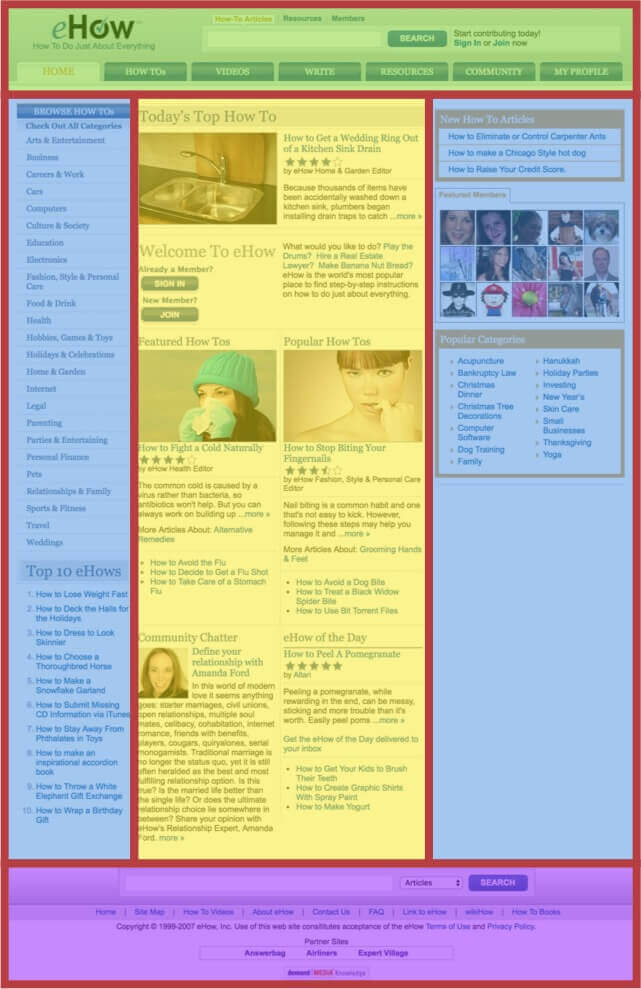 How-To Articles Resources Members
eHow
How To Do Just About Everything
SEARCH
Start contributing today!
Sign In or Join now
HOME HOW TOs VIDEOS WRITE RESOURCES COMMUNITY MY PROFILE
BROWSE HOW TOs
Check Out All Categories
Arts & Entertainment
Business
Careers & Work
Cars
Computers
Culture & Society
Education
Electronics
Fashion, Style & Personal
Care
Food & Drink
Health
Hobbies, Games & Toys
Holidays & Celebrations
Home & Garden
Internet
Legal
Parenting
Parties & Entertaining
Personal Finance
Pets
Relationships & Family
Sports & Fitness
Travel
Weddings
Top 10 eHows
1. How to Lose Weight Fast
2. How to Deck the Halls for
the Holidays
3. How to Dress to Look
Skinnier
4. How to Choose a
Thoroughbred Horse
5. How to Make a
Snowflake Garland
6. How to Submit Missing
CD Information via iTunes
7. How to Stay Away From
Phthalates in Toys
8. How to make an
inspirational accordion
book
9. How to Throw a White
Elephant Gift Exchange
10. How to Wrap a Birthday
Gift
Today's Top How To
How to Get a Wedding Ring Out
of a Kitchen Sink Drain
by eHow Home & Garden Editor
Because thousands of items have
been accidentally washed down a
kitchen sink, plumbers began
installing drain traps to catch ...more »
Welcome To eHow
Already a Member?
SIGN IN
New Member?
JOIN
What would you like to do? Play the
Drums? Hire a Real Estate
Lawyer? Make Banana Nut Bread?
eHow is the world's most popular
place to find step-by-step instructions
on how to do just about everything.
Featured How Tos
How to Fight a Cold Naturally
by eHow Health Editor
The common cold is caused by a
virus rather than bacteria, so
antibiotics won't help. But you can
always work on building up ...more »
More Articles About: Alternative
Remedies
• How to Avoid the Flu
• How to Decide to Get a Flu Shot
• How to Take Care of a Stomach
Flu
Popular How Tos
How to Stop Biting Your
Fingernails
by eHow Fashion, Style & Personal Care
Editor
Nail biting is a common habit and one
that's not easy to kick. However,
following these steps may help you
manage it and ...more »
More Articles About: Grooming Hands
& Feet
• How to Avoid a Dog Bite
• How to Treat a Black Widow
Spider Bite
• How to Use Bit Torrent Files
Community Chatter
Define your
relationship with
Amanda Ford
In this world of modern
love it seems anything
goes: starter marriages, civil unions,
open relationships, multiple soul
mates, celibacy, cohabitation, internet
romance, friends with benefits,
players, cougars, quiryalones, serial
monogamists. Traditional marriage is
no longer the status quo, yet it is still
often heralded as the best and most
fulfilling relationship option. Is this
true? Is the married life better than
the single life? Or does the ultimate
relationship choice lie somewhere in
between? Share your opinion with
eHow's Relationship Expert, Amanda
Ford. more »
eHow of the Day
How to Peel A Pomegranate
by Allari
Peeling a pomegranate, while
rewarding in the end, can be messy,
sticking and more trouble than it's
worth. Easily peel poms ...more »
Get the eHow of the Day delivered to
your inbox
• How to Get Your Kids to Brush
Their Teeth
• How to Create Graphic Shirts
With Spray Paint
• How to Make Yogurt
New How To Articles
How to Eliminate or Control Carpenter Ants
How to make a Chicago Style hot dog
How to Raise Your Credit Score.
Featured Members
Popular Categories
Acupuncture
Bankruptcy Law
Christmas
Dinner
Christmas Tree
Decorations
Computer
Software
Dog Training
Family
Hanukkah
Holiday Parties
Investing
New Year's
Skin Care
Small
Businesses
Thanksgiving
Yoga
Articles SEARCH
Home | Site Map | How To Videos | About eHow | Contact Us | FAQ | Link to eHow | wikiHow | How To Books
Copyright © 1999-2007 eHow, Inc. Use of this web site constitutes acceptance of the eHow Terms of Use and Privacy Policy.
Partner Sites
Answerbag Airliners Expert Village
demand MEDIA Knowledge